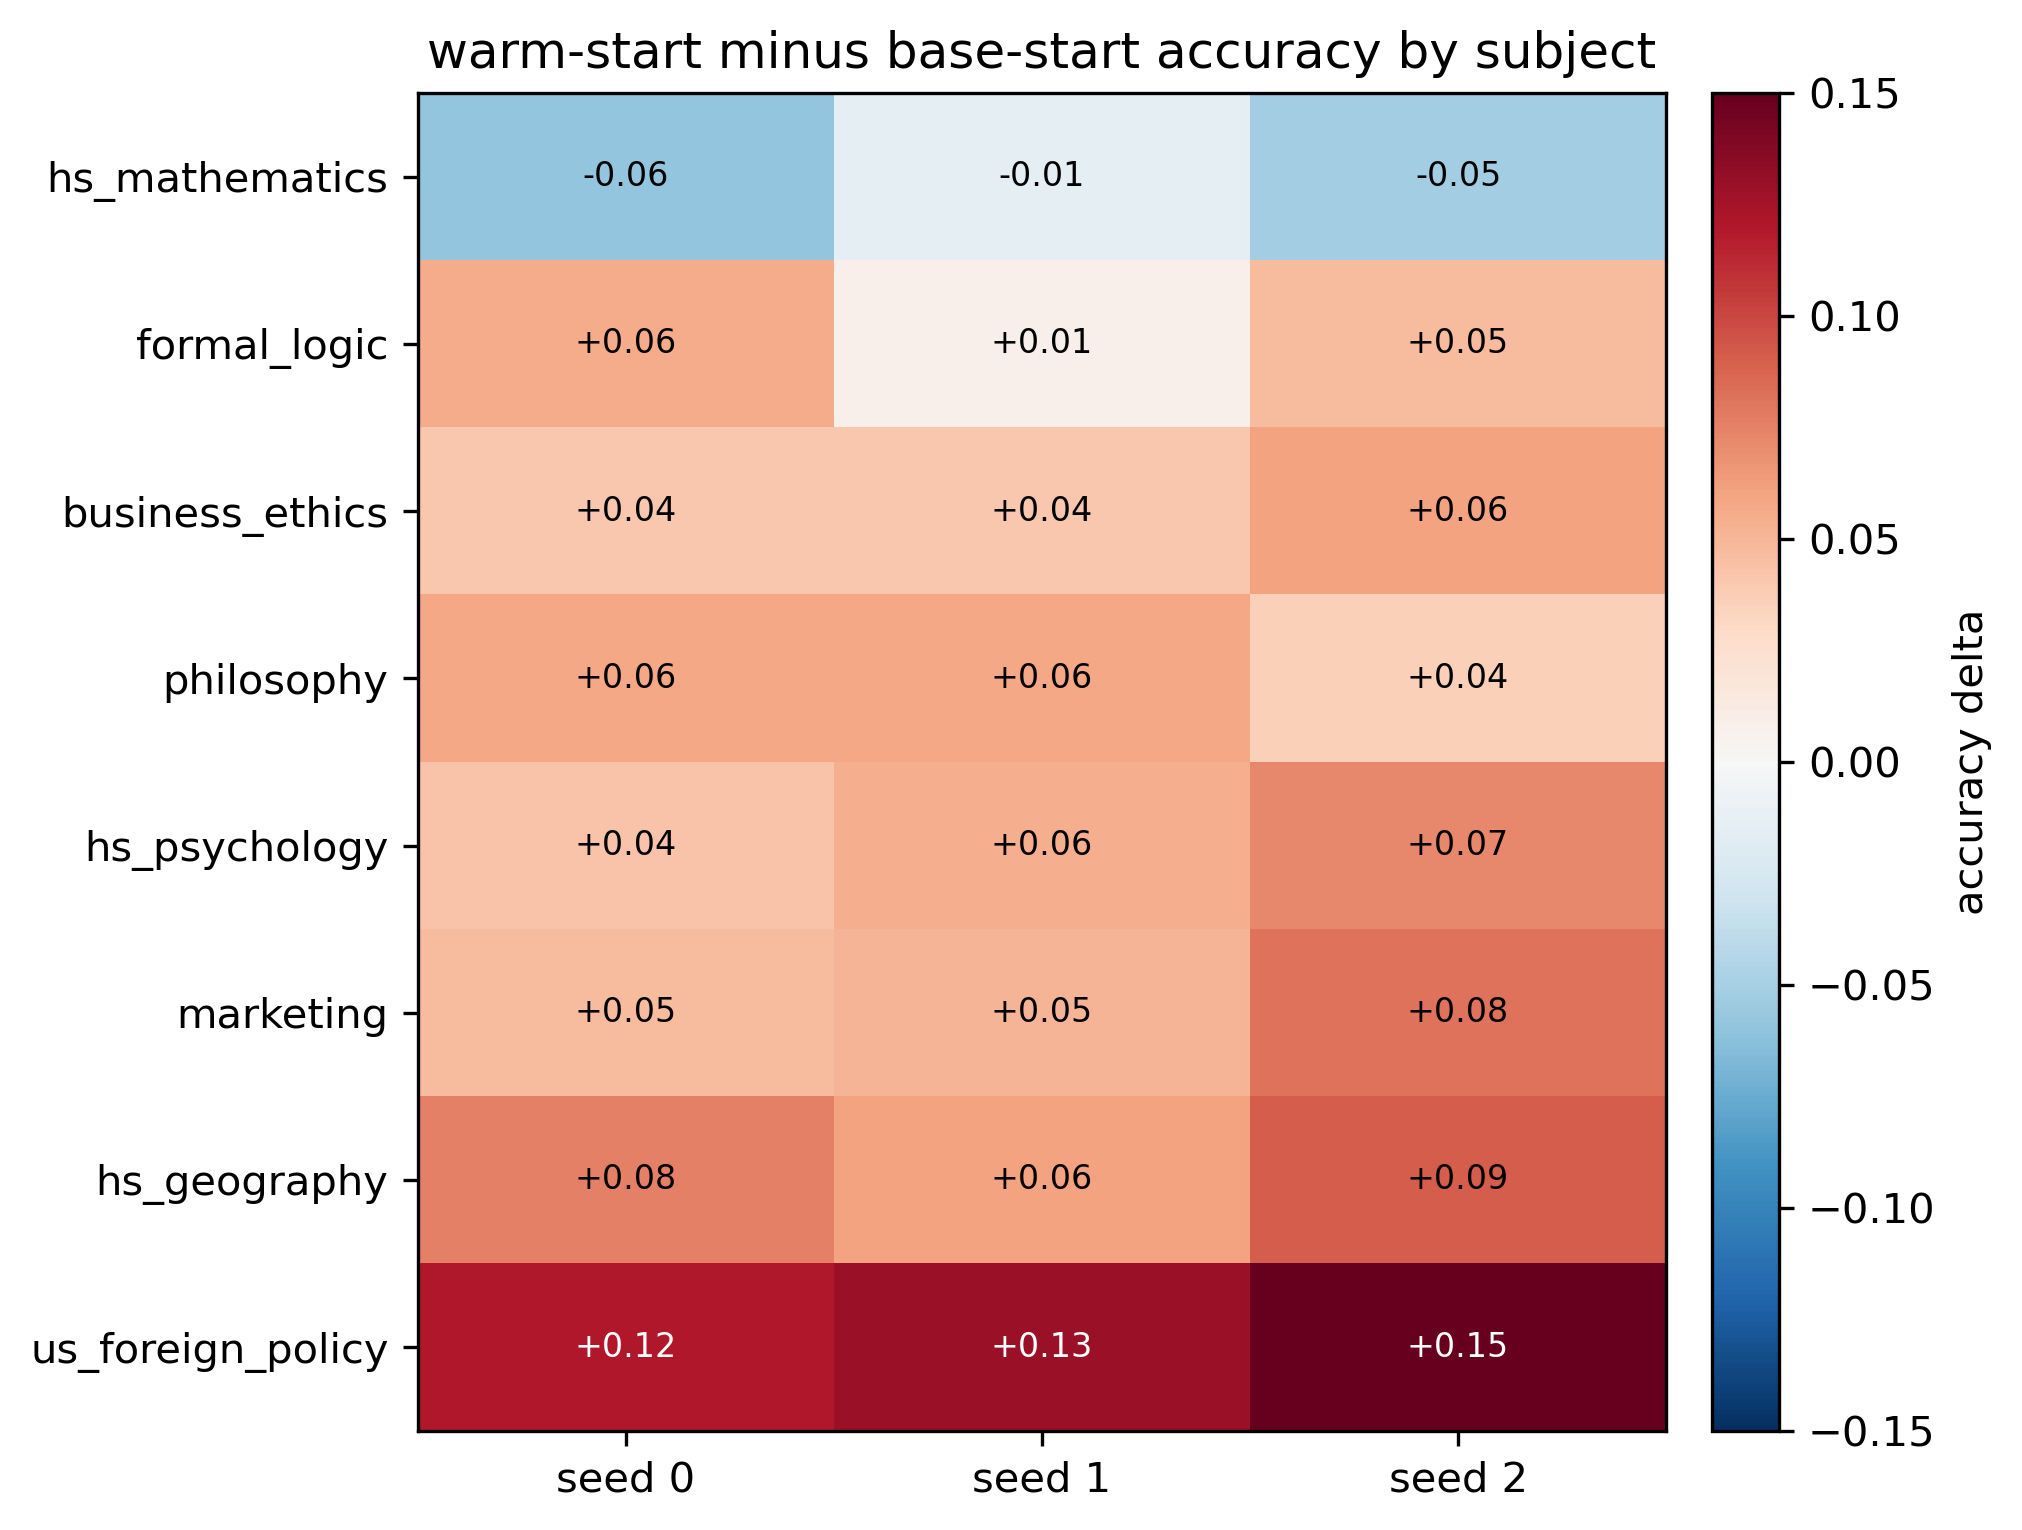 warm-start minus base-start accuracy by subject
hs_mathematics -0.06 -0.01 -0.05
formal_logic +0.06 +0.01 +0.05
business_ethics +0.04 +0.04 +0.06
philosophy +0.06 +0.06 +0.04
hs_psychology +0.04 +0.06 +0.07
marketing +0.05 +0.05 +0.08
hs_geography +0.08 +0.06 +0.09
us_foreign_policy +0.12 +0.13 +0.15
seed 0 seed 1 seed 2
0.15
0.10
0.05
0.00
−0.05
−0.10
−0.15
accuracy delta